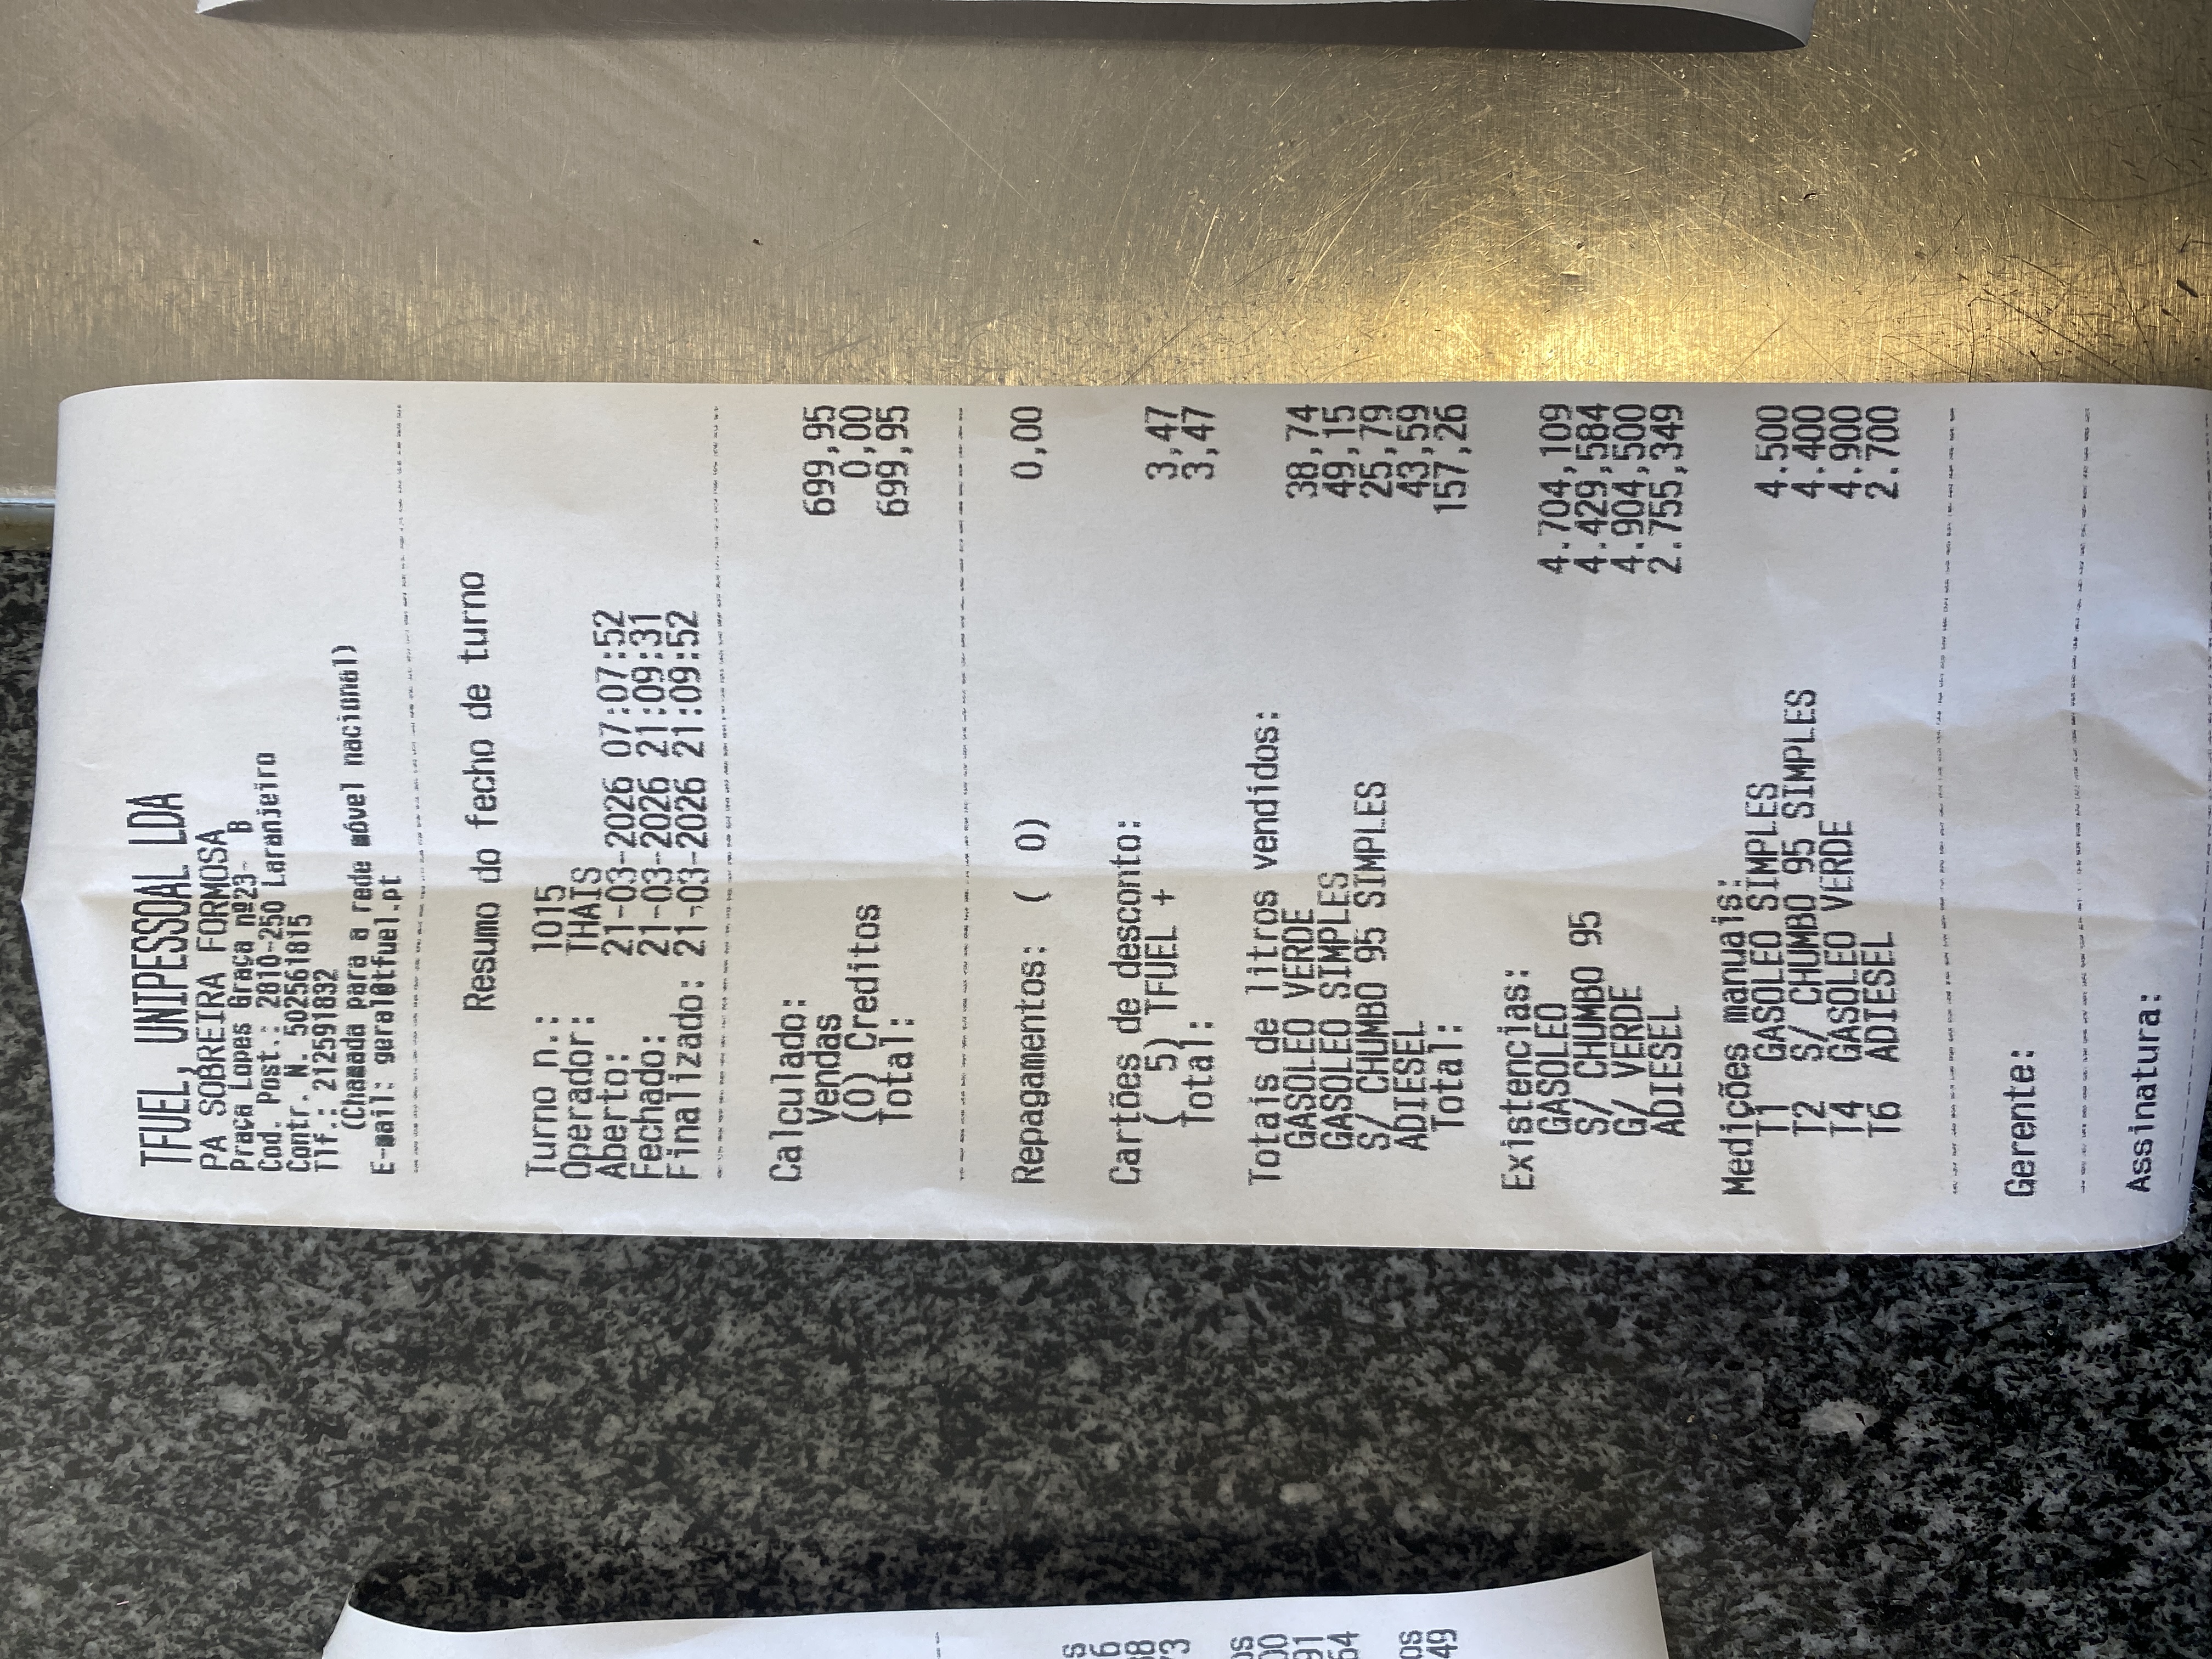 TFUEL, UNIPESSOAL LDA
PA SOBREIRA FORMOSA
Praça Lopes Graça nº23- B
Cod. Post.: 2810-250 Laranjeiro
Contr. N. 502561815
Tlf.: 212591832
(Chamada para a rede móvel nacional)
E-mail: geral@tfuel.pt
Resumo do fecho de turno
Turno n.: 1015
Operador: THAIS
Aberto: 21-03-2026 07:07:52
Fechado: 21-03-2026 21:09:31
Finalizado: 21-03-2026 21:09:52
Calculado:
Vendas 699,95
(0) Creditos 0,00
Total: 699,95
Repagamentos: ( 0) 0,00
Cartões de desconto:
( 5) TFUEL + 3,47
Total: 3,47
Totais de litros vendidos:
GASOLEO VERDE 38,74
GASOLEO SIMPLES 49,15
S/ CHUMBO 95 SIMPLES 25,79
ADIESEL 43,59
Total: 157,26
Existencias:
GASOLEO 4.704,109
S/ CHUMBO 95 4.429,584
G/ VERDE 4.904,500
ADIESEL 2.755,349
Medições manuais:
T1 GASOLEO SIMPLES 4.500
T2 S/ CHUMBO 95 SIMPLES 4.400
T4 GASOLEO VERDE 4.900
T6 ADIESEL 2.700
Gerente:
Assinatura: